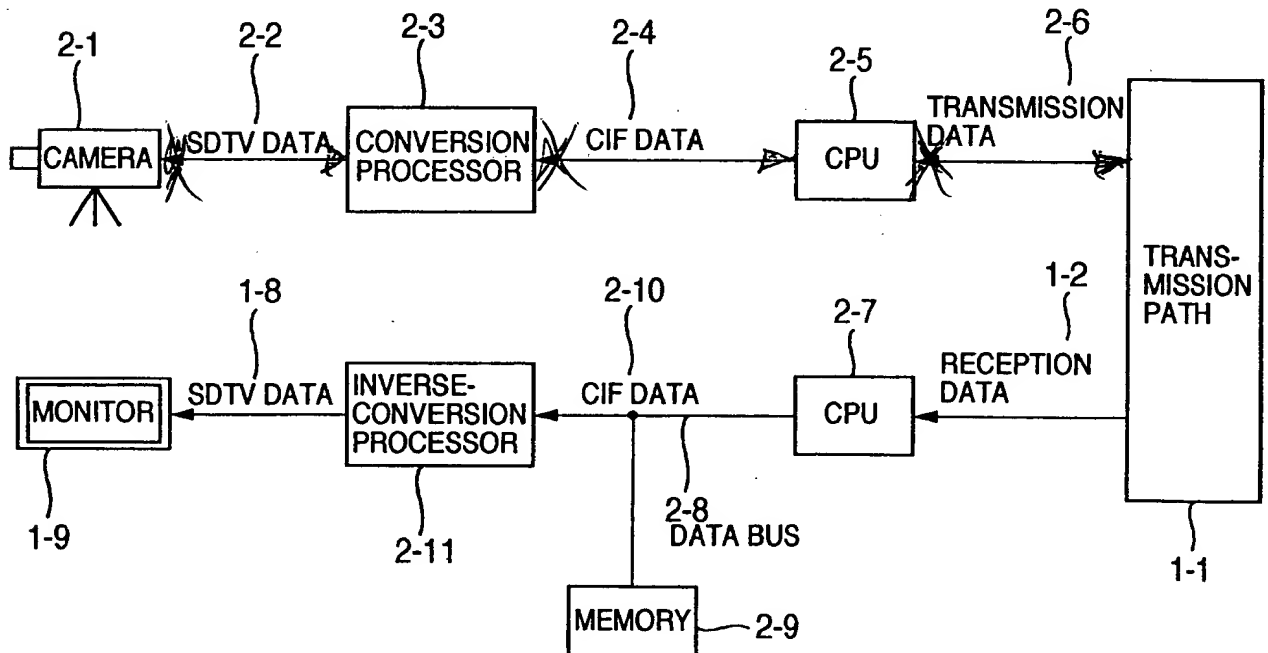 2-1
2-2
2-3
2-4
2-5
2-6
CAMERA
SDTV DATA
CONVERSION
PROCESSOR
CIF DATA
CPU
TRANSMISSION
DATA
TRANS-
MISSION
PATH
1-8
2-10
2-7
1-2
MONITOR
SDTV DATA
INVERSE-
CONVERSION
PROCESSOR
CIF DATA
CPU
RECEPTION
DATA
1-9
2-11
2-8
DATA BUS
1-1
MEMORY
2-9